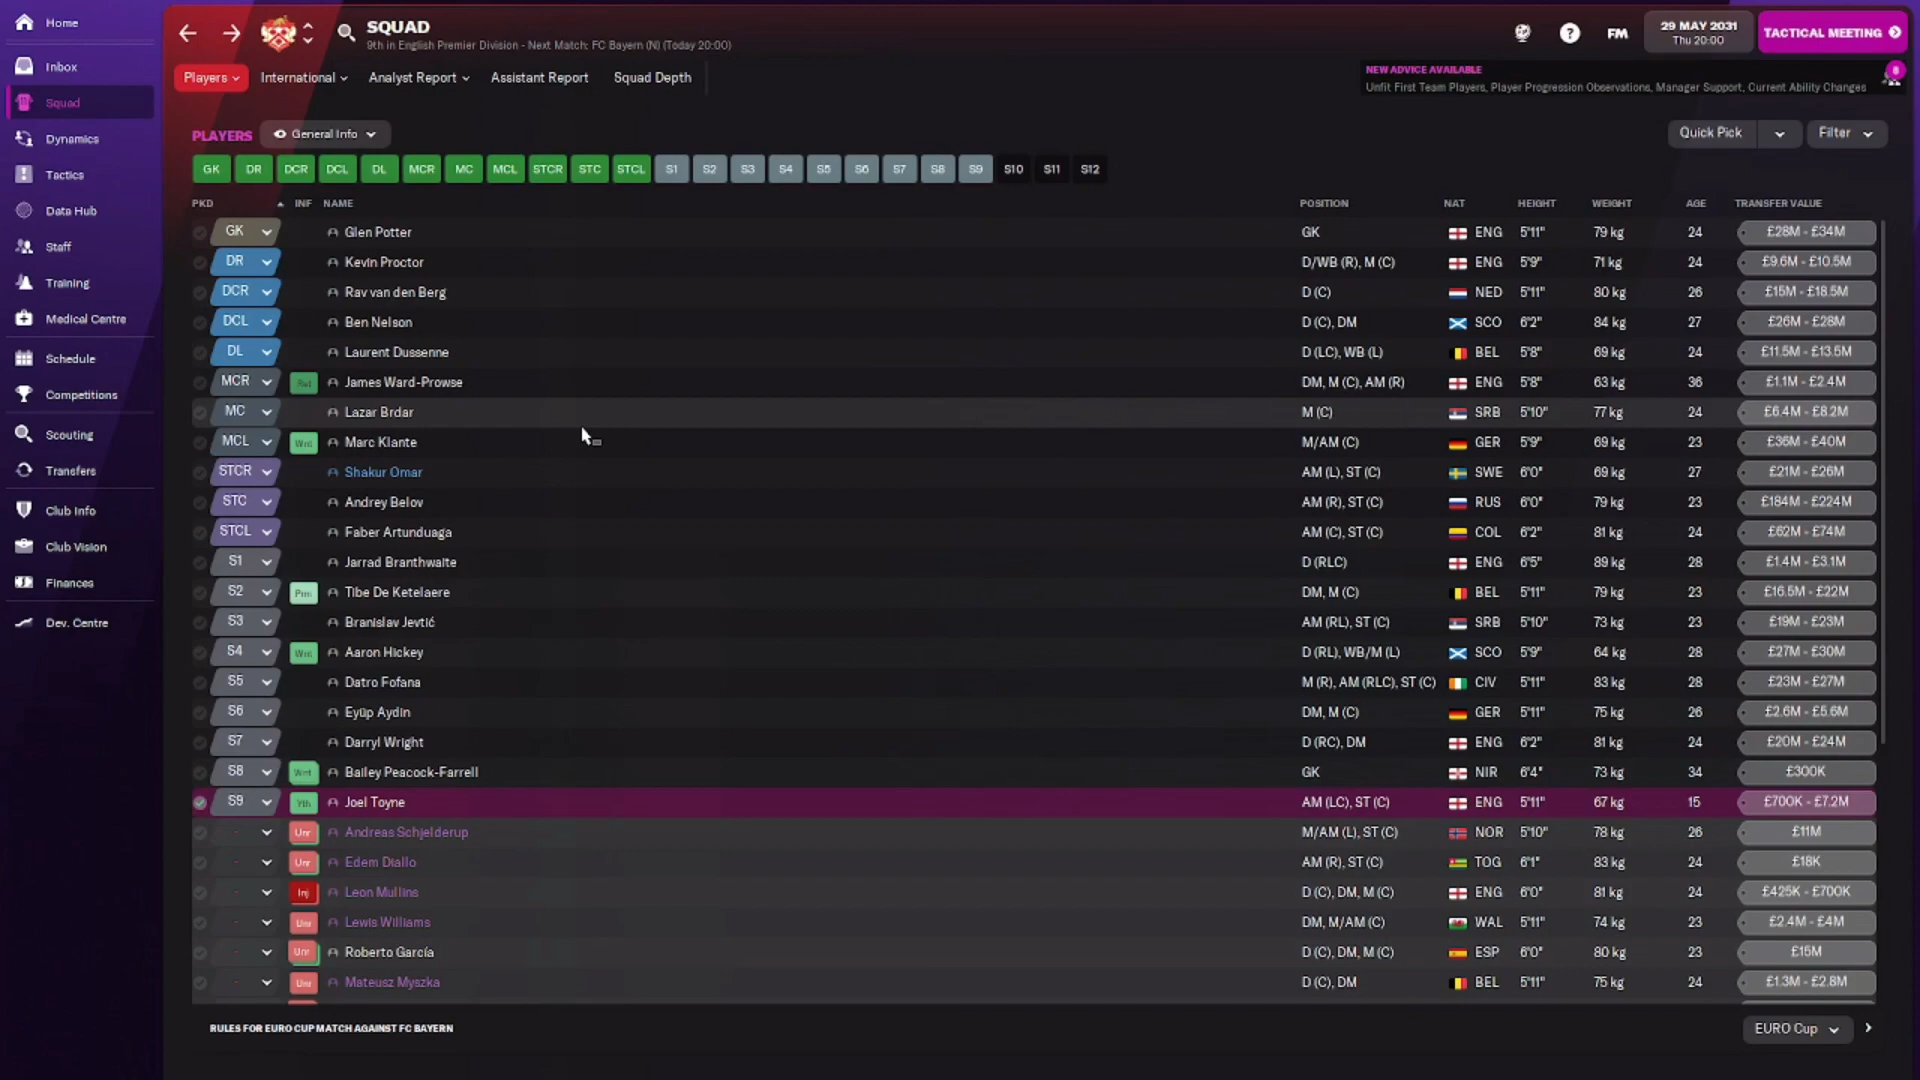 Home
Inbox
Squad
Dynamics
Tactics
Data Hub
Staff
Training
Medical Centre
Schedule
Competitions
Scouting
Transfers
Club Info
Club Vision
Finances
Dev. Centre
SQUAD
9th in English Premier Division - Next Match: FC Bayern (N) (Today 20:00)
FM
29 MAY 2031
Thu 20:00
TACTICAL MEETING
Players International Analyst Report Assistant Report Squad Depth
NEW ADVICE AVAILABLE
8
Unfit First Team Players, Player Progression Observations, Manager Support, Current Ability Changes
PLAYERS General Info Quick Pick Filter
GK DR DCR DCL DL MCR MC MCL STCR STC STCL S1 S2 S3 S4 S5 S6 S7 S8 S9 S10 S11 S12
PKD INF NAME POSITION NAT HEIGHT WEIGHT AGE TRANSFER VALUE
GK Glen Potter GK ENG 5'11" 79 kg 24 £28M - £34M
DR Kevin Proctor D/WB (R), M (C) ENG 5'9" 71 kg 24 £9.6M - £10.5M
DCR Rav van den Berg D (C) NED 5'11" 80 kg 26 £15M - £18.5M
DCL Ben Nelson D (C), DM SCO 6'2" 84 kg 27 £26M - £28M
DL Laurent Dussenne D (LC), WB (L) BEL 5'8" 69 kg 24 £11.5M - £13.5M
MCR James Ward-Prowse DM, M (C), AM (R) ENG 5'8" 63 kg 36 £1.1M - £2.4M
MC Lazar Brdar M (C) SRB 5'10" 77 kg 24 £6.4M - £8.2M
MCL Wnt Marc Klante M/AM (C) GER 5'9" 69 kg 23 £36M - £40M
STCR Shakur Omar AM (L), ST (C) SWE 6'0" 69 kg 27 £21M - £26M
STC Andrey Belov AM (R), ST (C) RUS 6'0" 79 kg 23 £184M - £224M
STCL Faber Artunduaga AM (C), ST (C) COL 6'2" 81 kg 24 £62M - £74M
S1 Jarrad Branthwaite D (RLC) ENG 6'5" 89 kg 28 £1.4M - £3.1M
S2 Tibe De Ketelaere DM, M (C) BEL 5'11" 79 kg 23 £16.5M - £22M
S3 Branislav Jevtić AM (RL), ST (C) SRB 5'10" 73 kg 23 £19M - £23M
S4 Wnt Aaron Hickey D (RL), WB/M (L) SCO 5'9" 64 kg 28 £27M - £30M
S5 Datro Fofana M (R), AM (RLC), ST (C) CIV 5'11" 83 kg 28 £23M - £27M
S6 Eyüp Aydin DM, M (C) GER 5'11" 75 kg 26 £2.6M - £5.6M
S7 Darryl Wright D (RC), DM ENG 6'2" 81 kg 24 £20M - £24M
S8 Wnt Bailey Peacock-Farrell GK NIR 6'4" 73 kg 34 £300K
S9 Yth Joel Toyne AM (LC), ST (C) ENG 5'11" 67 kg 15 £700K - £7.2M
- Unr Andreas Schjelderup M/AM (L), ST (C) NOR 5'10" 78 kg 26 £11M
- Unr Edem Diallo AM (R), ST (C) TOG 6'1" 83 kg 24 £18K
- Inj Leon Mullins D (C), DM, M (C) ENG 6'0" 81 kg 24 £425K - £700K
- Unr Lewis Williams DM, M/AM (C) WAL 5'11" 74 kg 23 £2.4M - £4M
- Unr Roberto García D (C), DM, M (C) ESP 6'0" 80 kg 23 £15M
- Unr Mateusz Myszka D (C), DM BEL 5'11" 75 kg 24 £1.3M - £2.8M
RULES FOR EURO CUP MATCH AGAINST FC BAYERN EURO Cup